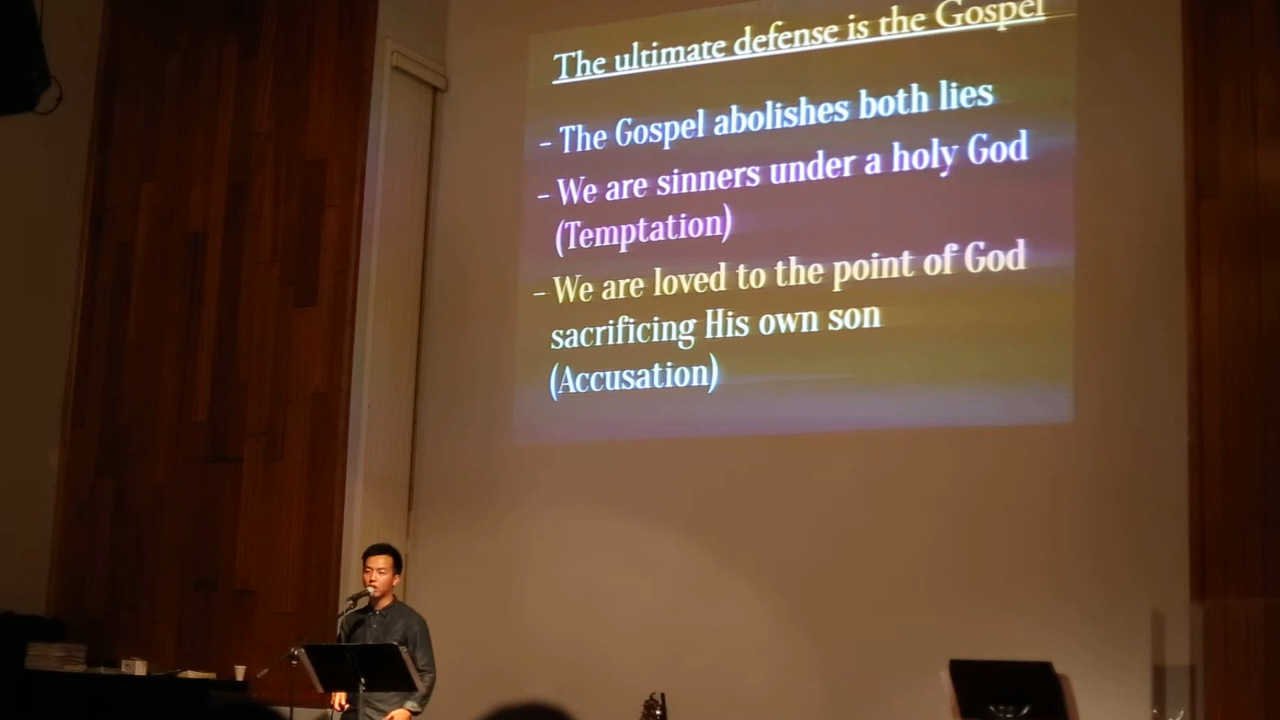 The ultimate defense is the Gospel
- The Gospel abolishes both lies
- We are sinners under a holy God
(Temptation)
- We are loved to the point of God
sacrificing His own son
(Accusation)